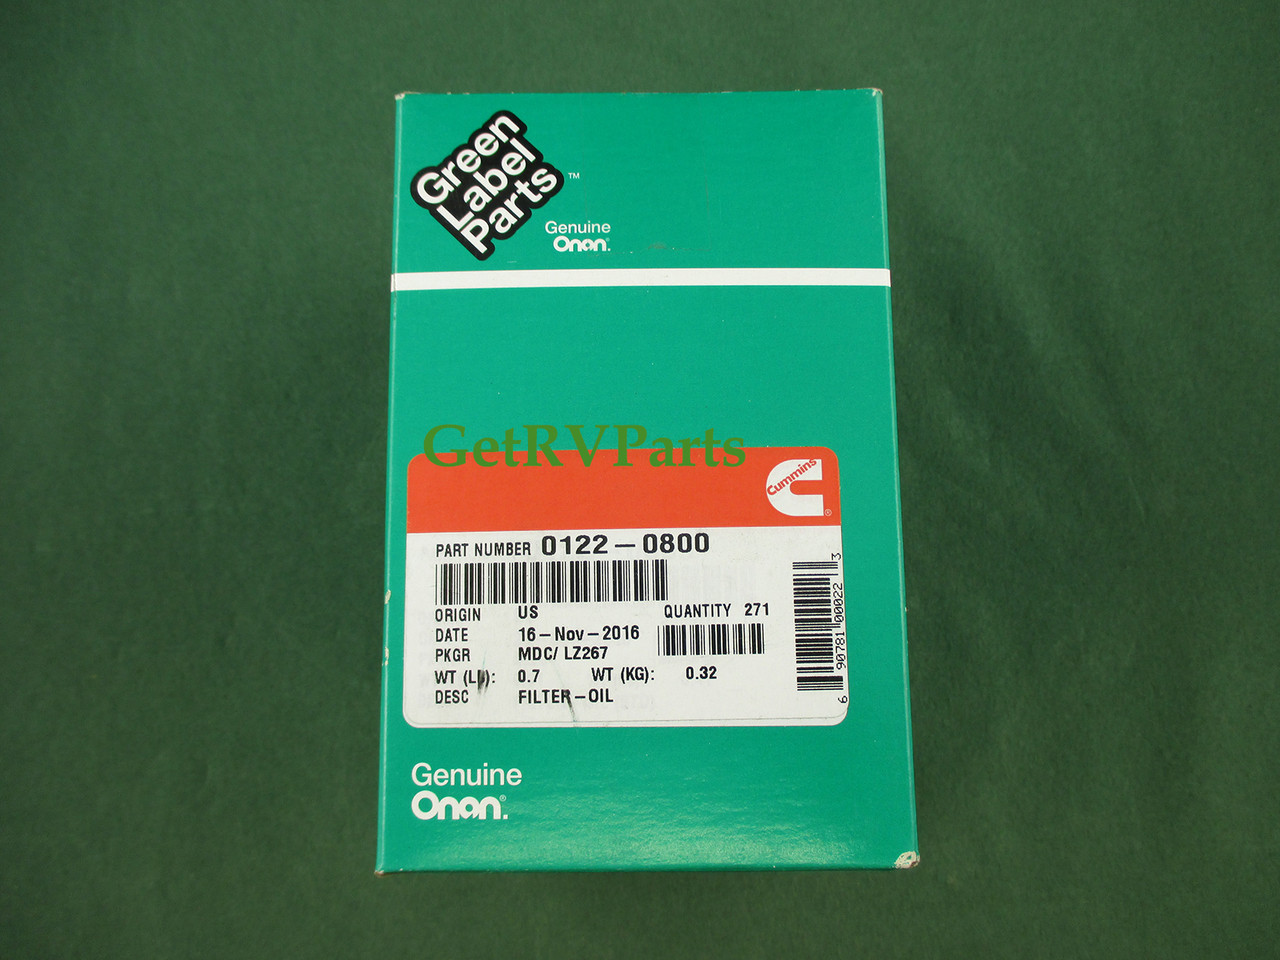 Green
Label
Parts™
Genuine
Onan®
GetRVParts
Cummins®
PART NUMBER 0122-0800
ORIGIN US QUANTITY 271
DATE 16-Nov-2016
PKGR MDC/ LZ267
WT (LB): 0.7 WT (KG): 0.32
DESC FILTER-OIL
6 90781 00022 3
Genuine
Onan®